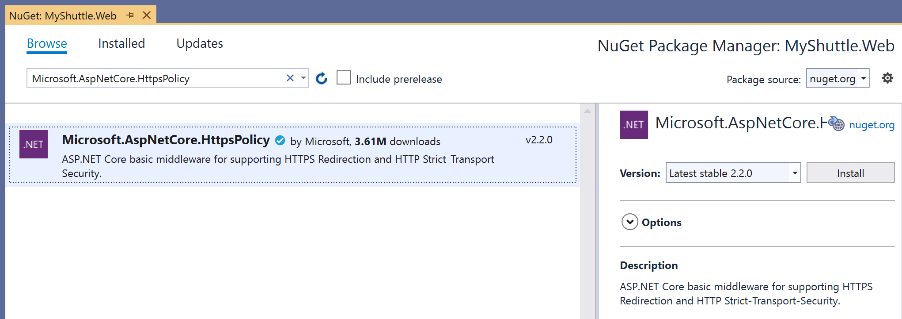 NuGet: MyShuttle.Web
Browse Installed Updates
NuGet Package Manager: MyShuttle.Web
Microsoft.AspNetCore.HttpsPolicy
Include prerelease
Package source: nuget.org
.NET
Microsoft.AspNetCore.HttpsPolicy by Microsoft, 3.61M downloads
v2.2.0
ASP.NET Core basic middleware for supporting HTTPS Redirection and HTTP Strict Transport
Security.
.NET
Microsoft.AspNetCore.H
nuget.org
Version: Latest stable 2.2.0 Install
Options
Description
ASP.NET Core basic middleware for supporting HTTPS
Redirection and HTTP Strict-Transport-Security.